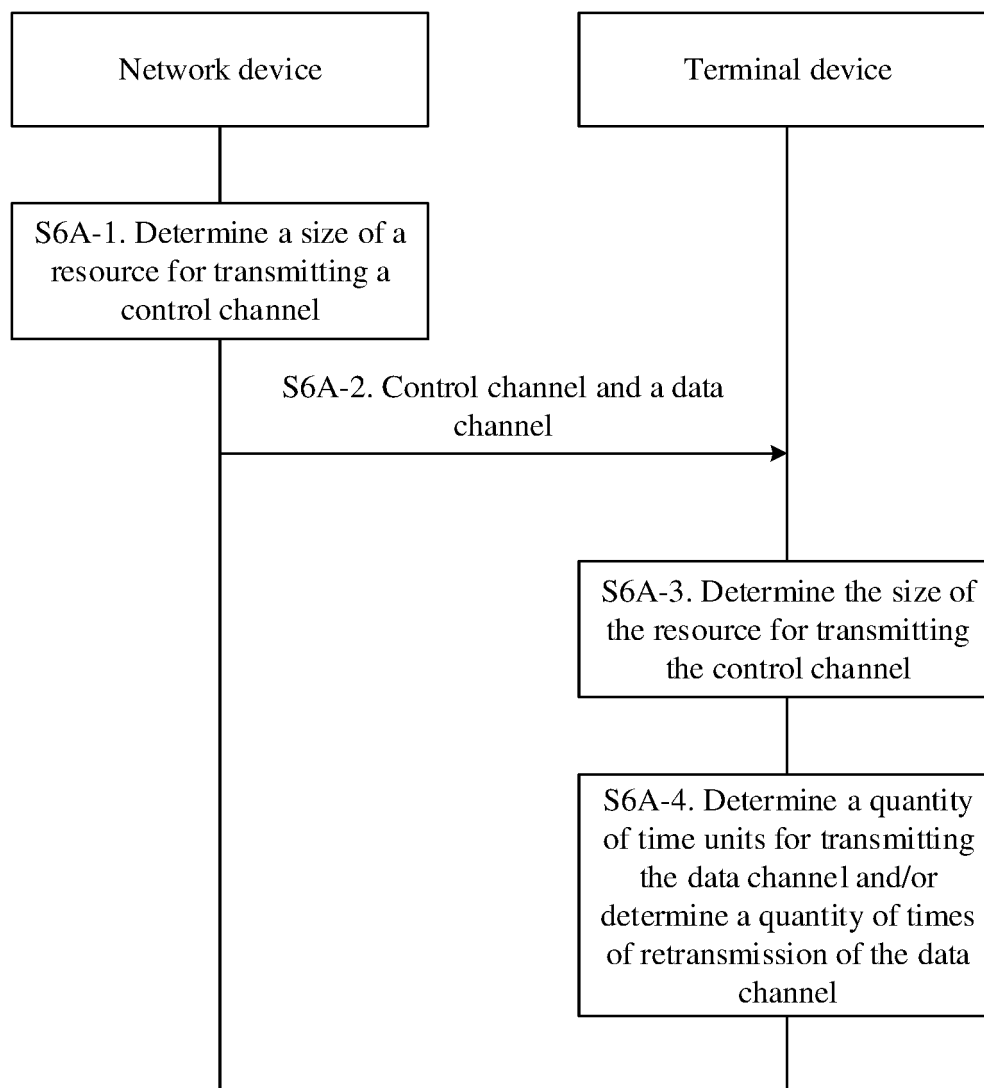 Network device
Terminal device
S6A-1. Determine a size of a
resource for transmitting a
control channel
S6A-2. Control channel and a data
channel
S6A-3. Determine the size of
the resource for transmitting
the control channel
S6A-4. Determine a quantity
of time units for transmitting
the data channel and/or
determine a quantity of times
of retransmission of the data
channel